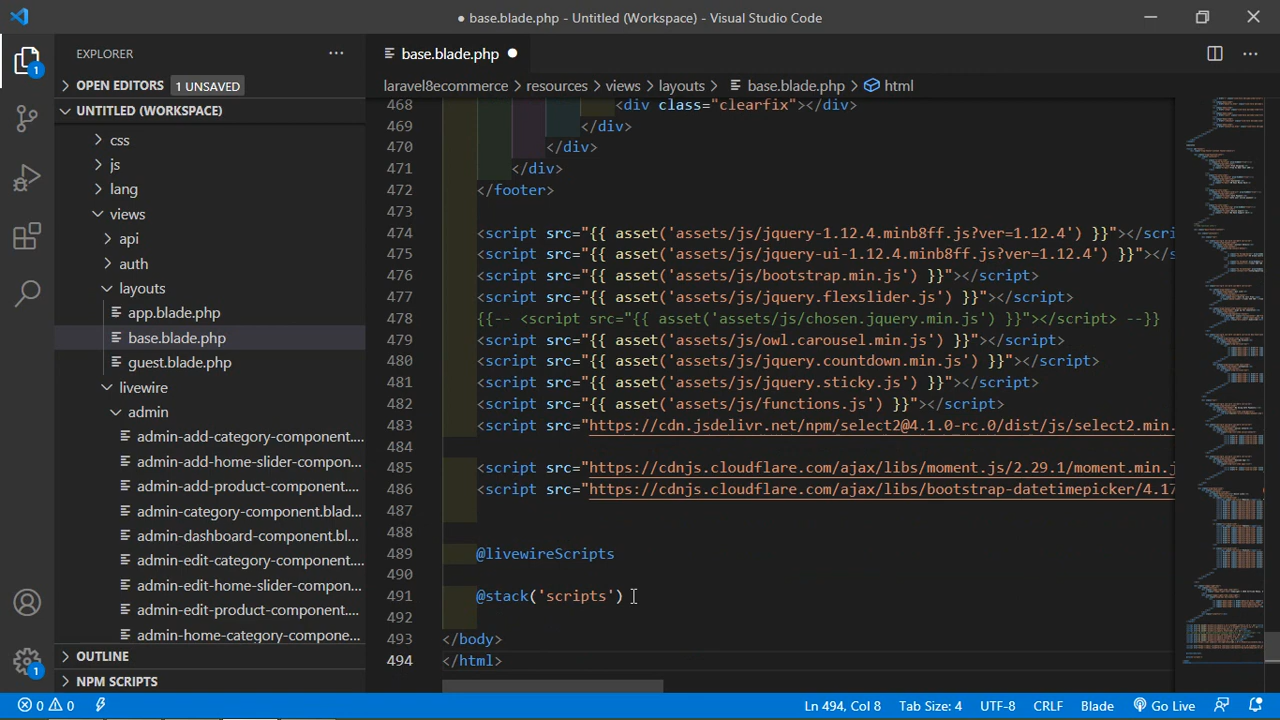 ● base.blade.php - Untitled (Workspace) - Visual Studio Code
EXPLORER
base.blade.php
OPEN EDITORS 1 UNSAVED
laravel8ecommerce > resources > views > layouts > base.blade.php > html
UNTITLED (WORKSPACE)
css
js
lang
views
api
auth
layouts
app.blade.php
base.blade.php
guest.blade.php
livewire
admin
admin-add-category-component....
admin-add-home-slider-compon...
admin-add-product-component....
admin-category-component.blad...
admin-dashboard-component.bl...
admin-edit-category-component....
admin-edit-home-slider-compon...
admin-edit-product-component....
admin-home-category-compone...
OUTLINE
NPM SCRIPTS
1
1
468 <div class="clearfix"></div>
469 </div>
470 </div>
471 </div>
472 </footer>
473
474 <script src="{{ asset('assets/js/jquery-1.12.4.minb8ff.js?ver=1.12.4') }}"></scri
475 <script src="{{ asset('assets/js/jquery-ui-1.12.4.minb8ff.js?ver=1.12.4') }}"></s
476 <script src="{{ asset('assets/js/bootstrap.min.js') }}"></script>
477 <script src="{{ asset('assets/js/jquery.flexslider.js') }}"></script>
478 {{-- <script src="{{ asset('assets/js/chosen.jquery.min.js') }}"></script> --}}
479 <script src="{{ asset('assets/js/owl.carousel.min.js') }}"></script>
480 <script src="{{ asset('assets/js/jquery.countdown.min.js') }}"></script>
481 <script src="{{ asset('assets/js/jquery.sticky.js') }}"></script>
482 <script src="{{ asset('assets/js/functions.js') }}"></script>
483 <script src="https://cdn.jsdelivr.net/npm/select2@4.1.0-rc.0/dist/js/select2.min.
484
485 <script src="https://cdnjs.cloudflare.com/ajax/libs/moment.js/2.29.1/moment.min.j
486 <script src="https://cdnjs.cloudflare.com/ajax/libs/bootstrap-datetimepicker/4.17
487
488
489 @livewireScripts
490
491 @stack('scripts')
492
493 </body>
494 </html>
0 0 Ln 494, Col 8 Tab Size: 4 UTF-8 CRLF Blade Go Live